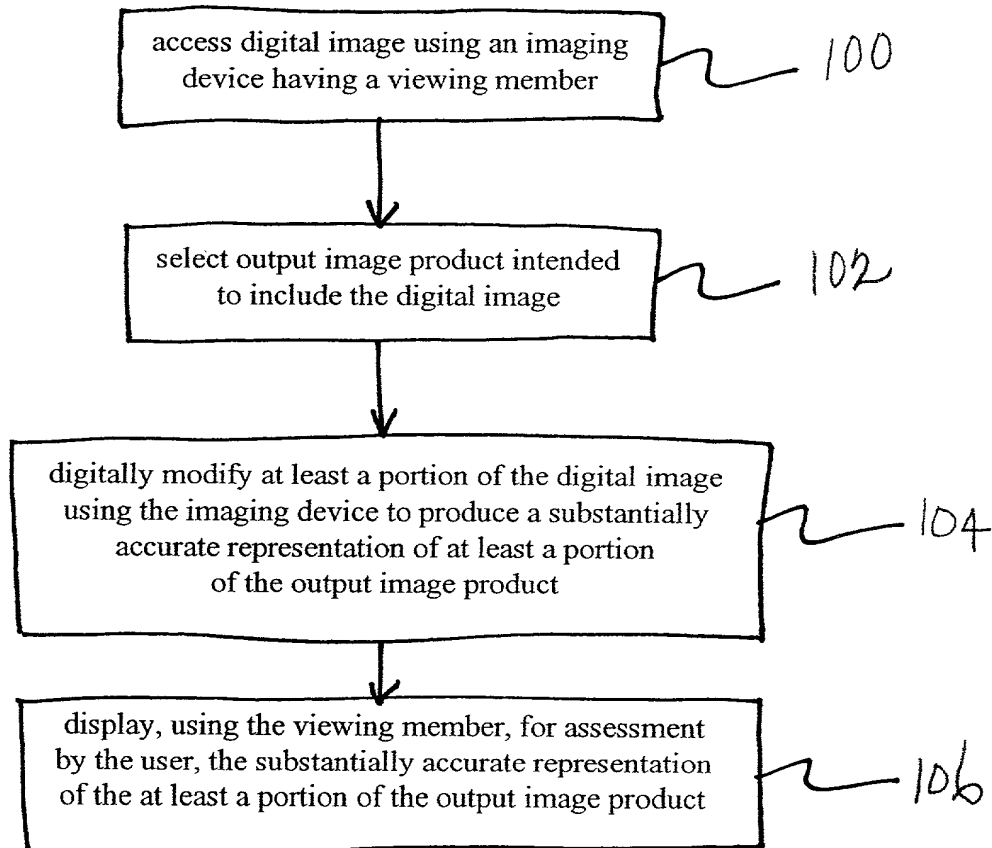 access digital image using an imaging
device having a viewing member
100
select output image product intended
to include the digital image
102
digitally modify at least a portion of the digital image
using the imaging device to produce a substantially
accurate representation of at least a portion
of the output image product
104
display, using the viewing member, for assessment
by the user, the substantially accurate representation
of the at least a portion of the output image product
106